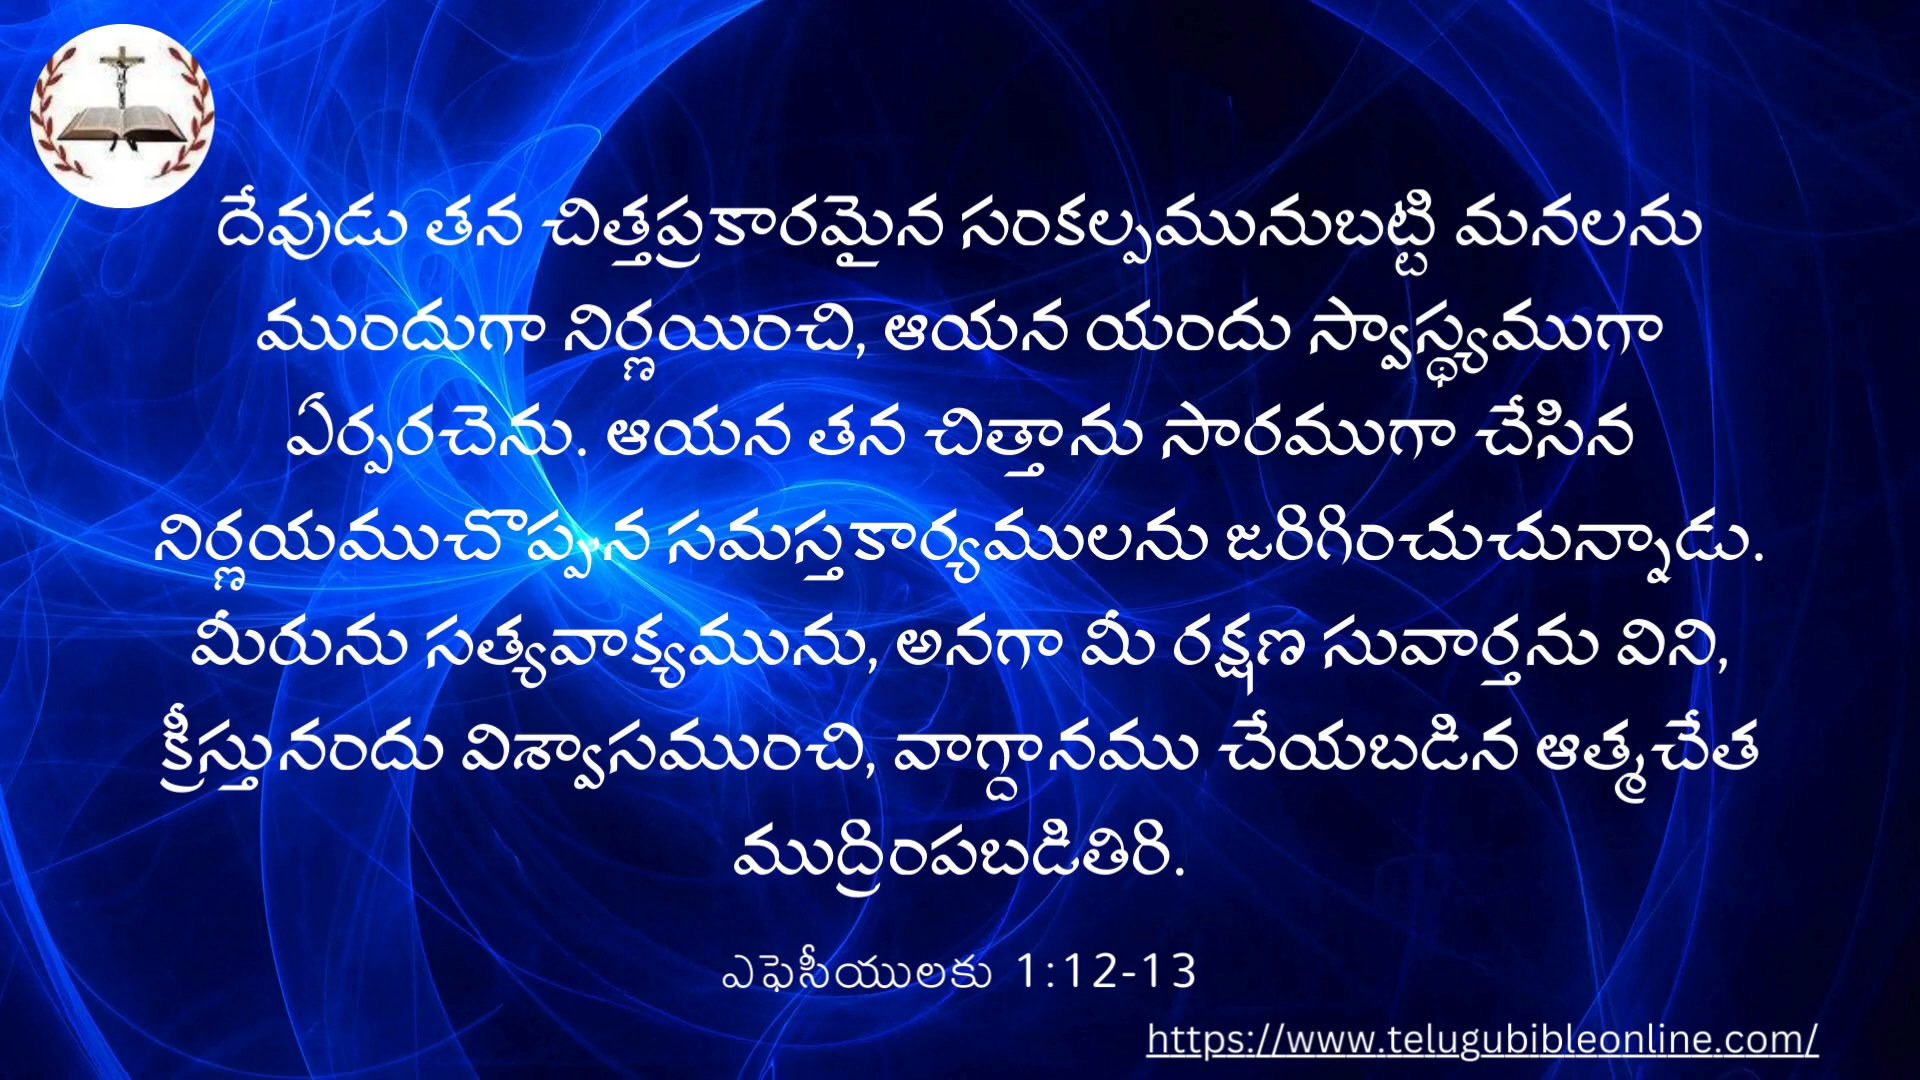 దేవుడు తన చిత్తప్రకారమైన సంకల్పమునుబట్టి మనలను
ముందుగా నిర్ణయించి, ఆయన యందు స్వాస్థ్యముగా
ఏర్పరచెను. ఆయన తన చిత్తాను సారముగా చేసిన
నిర్ణయముచొప్పున సమస్తకార్యములను జరిగించుచున్నాడు.
మీరును సత్యవాక్యమును, అనగా మీ రక్షణ సువార్తను విని,
క్రీస్తునందు విశ్వాసముంచి, వాగ్దానము చేయబడిన ఆత్మచేత
ముద్రింపబడితిరి.
ఎఫెసీయులకు 1:12-13
https://www.telugubibleonline.com/